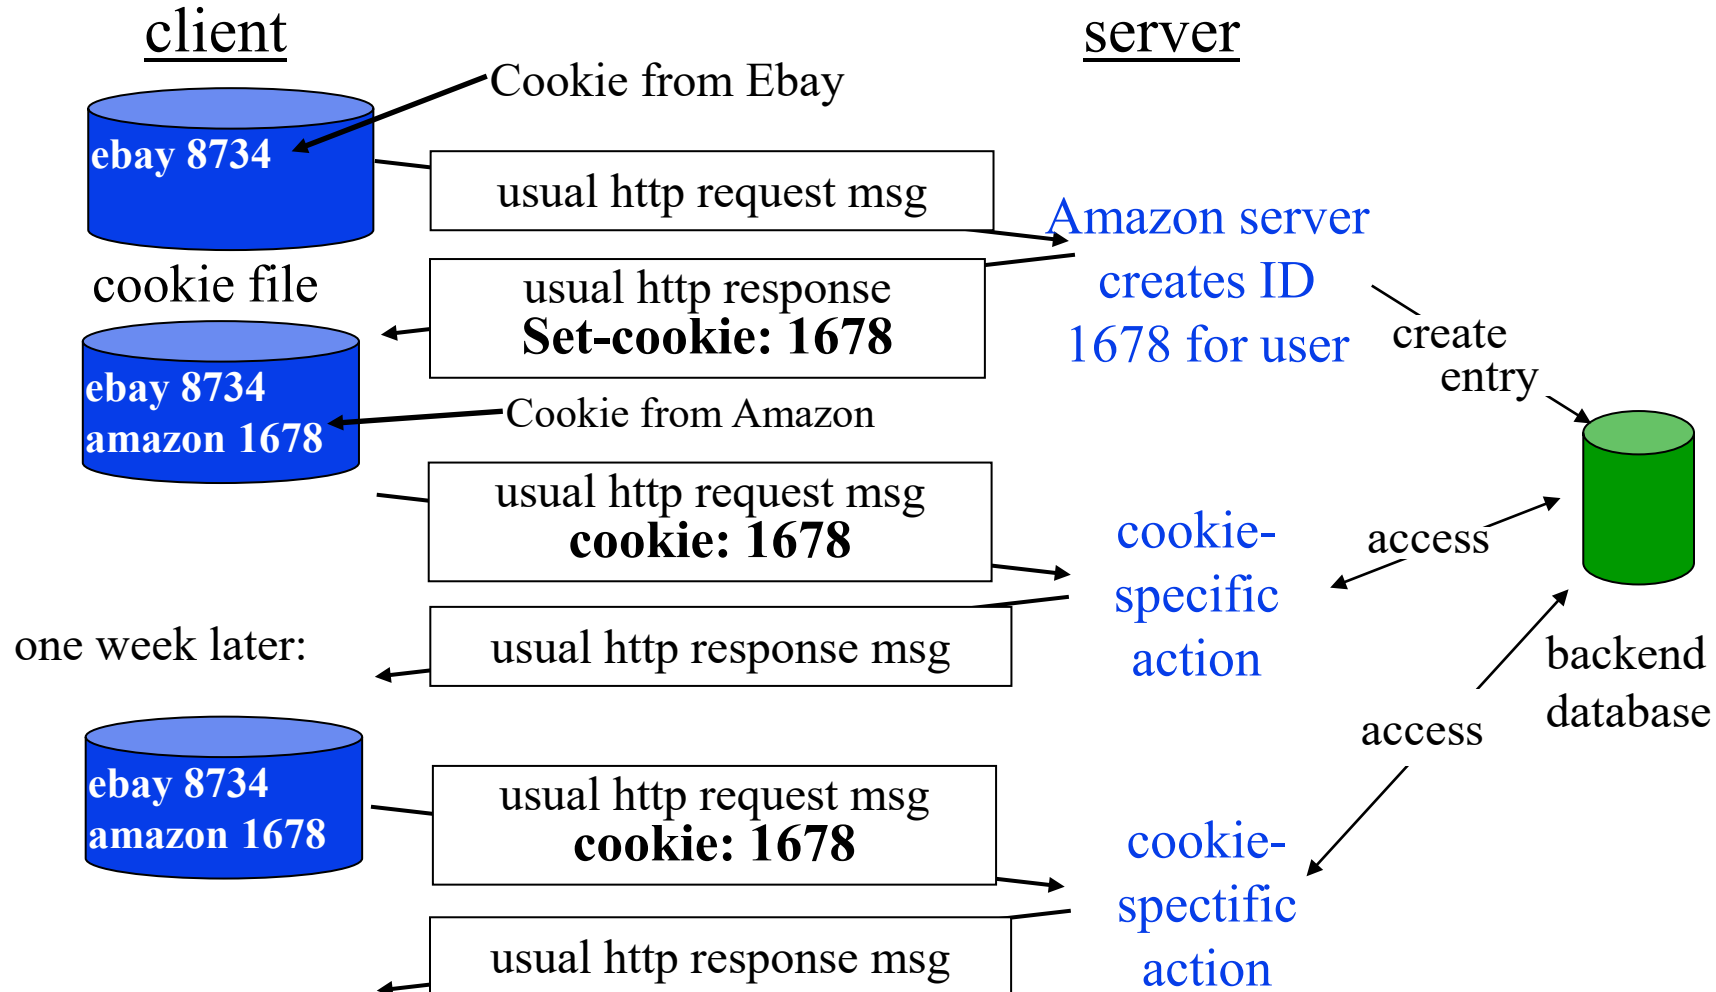 client
server
Cookie from Ebay
ebay 8734
usual http request msg
Amazon server
creates ID
1678 for user
cookie file
usual http response
Set-cookie: 1678
create
entry
ebay 8734
amazon 1678
Cookie from Amazon
usual http request msg
cookie: 1678
cookie-
specific
action
access
one week later:
usual http response msg
backend
database
access
ebay 8734
amazon 1678
usual http request msg
cookie: 1678
cookie-
spectific
action
usual http response msg